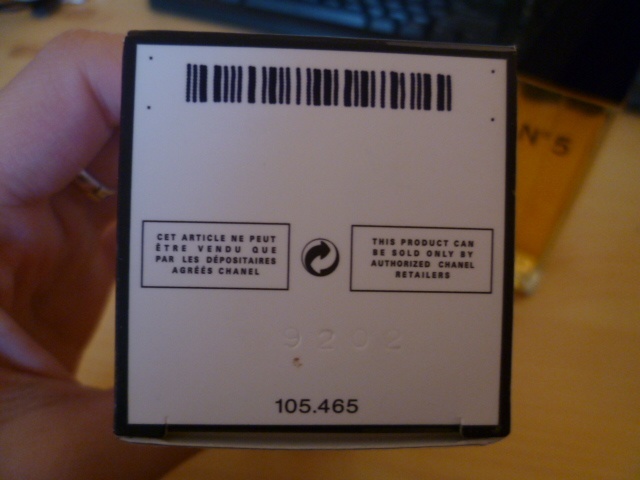 CET ARTICLE NE PEUT
ÊTRE VENDU QUE
PAR LES DÉPOSITAIRES
AGRÉÉS CHANEL
THIS PRODUCT CAN
BE SOLD ONLY BY
AUTHORIZED CHANEL
RETAILERS
9202
105.465
N°5